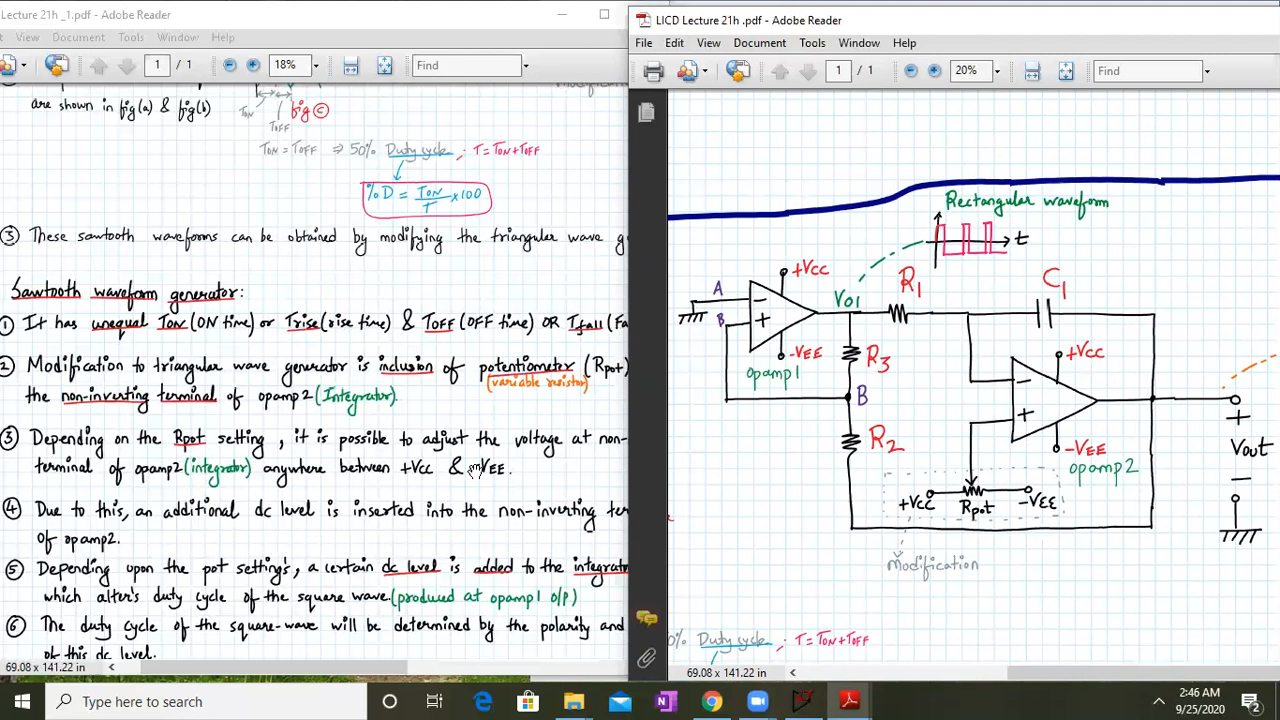 Lecture 21h _1.pdf - Adobe Reader
View Document Tools Window Help
1 / 1 18% Find
are shown in fig(a) & fig(b)
TON
TOFF
fig (c)
TON = TOFF ⇒ 50% Duty cycle ; T = TON + TOFF
% D = TON / T × 100
③ These sawtooth waveforms can be obtained by modifying the triangular wave g
Sawtooth waveform generator:
① It has unequal TON (ON time) or Trise (rise time) & TOFF (OFF time) OR Tfall (Fa
② Modification to triangular wave generator is inclusion of potentiometer (Rpot)
(variable resistor)
the non-inverting terminal of opamp2 (Integrator).
③ Depending on the Rpot setting, it is possible to adjust the voltage at non-
terminal of opamp2 (integrator) anywhere between +Vcc & -VEE.
④ Due to this, an additional dc level is inserted into the non-inverting ter
of opamp2.
⑤ Depending upon the pot setting's, a certain dc level is added to the integrat
which alter's duty cycle of the square wave. (produced at opamp1 o/p)
⑥ The duty cycle of the square-wave will be determined by the polarity and
of this dc level.
69.08 x 141.22 in
LICD Lecture 21h .pdf - Adobe Reader
File Edit View Document Tools Window Help
1 / 1 20% Find
Rectangular waveform
t
A
B
+Vcc
-VEE
opamp1
VO1
R1
C1
R3
B
R2
+Vcc
-VEE
opamp2
+Vcc Rpot -VEE
Modification
+
Vout
-
0% Duty cycle ; T = TON + TOFF
69.08 x 141.22 in
Type here to search
2:46 AM
9/25/2020
2